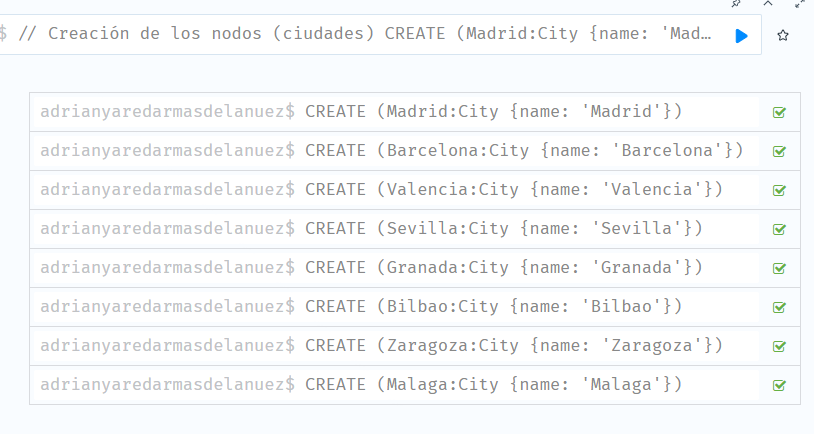 $ // Creación de los nodos (ciudades) CREATE (Madrid:City {name: 'Mad…
adrianyaredarmasdelanuez$ CREATE (Madrid:City {name: 'Madrid'})
adrianyaredarmasdelanuez$ CREATE (Barcelona:City {name: 'Barcelona'})
adrianyaredarmasdelanuez$ CREATE (Valencia:City {name: 'Valencia'})
adrianyaredarmasdelanuez$ CREATE (Sevilla:City {name: 'Sevilla'})
adrianyaredarmasdelanuez$ CREATE (Granada:City {name: 'Granada'})
adrianyaredarmasdelanuez$ CREATE (Bilbao:City {name: 'Bilbao'})
adrianyaredarmasdelanuez$ CREATE (Zaragoza:City {name: 'Zaragoza'})
adrianyaredarmasdelanuez$ CREATE (Malaga:City {name: 'Malaga'})